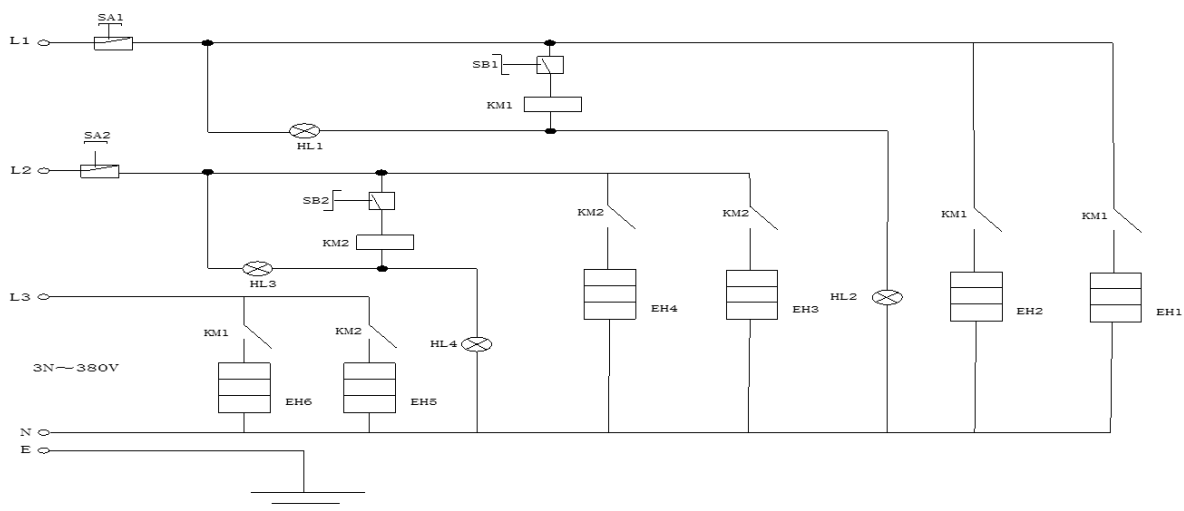 SA1
L1
SB1
KM1
HL1
SA2
L2
SB2
KM2
KM2
KM2
KM1
KM1
HL3
L3
HL2
EH4
EH3
EH2
EH1
KM1
KM2
HL4
3N～380V
EH6
EH5
N
E